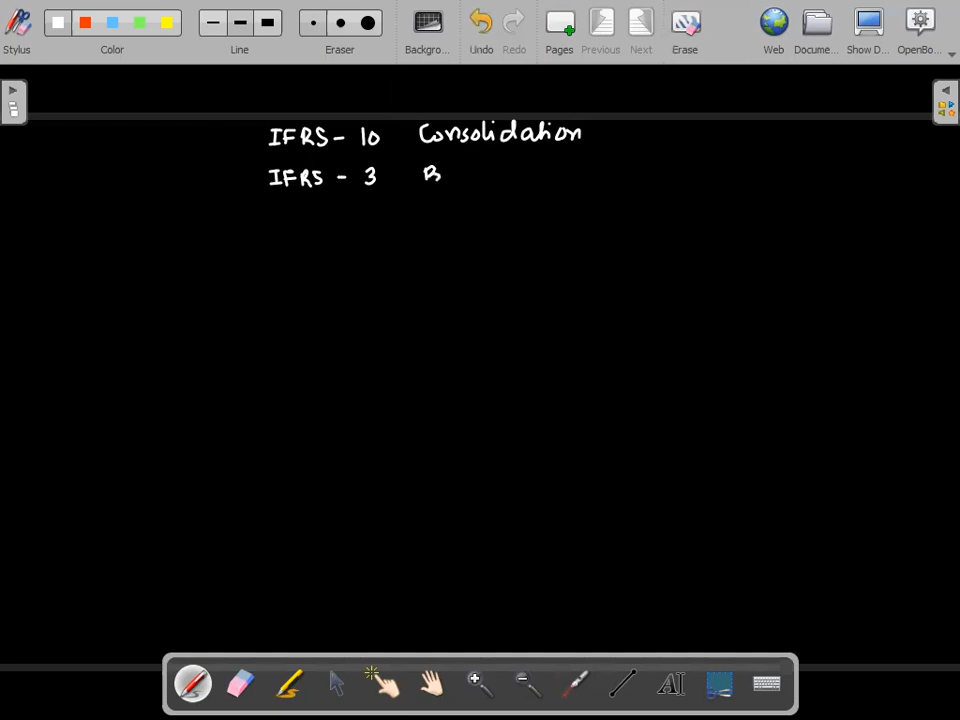 Stylus
Color
Line
Eraser
Backgro...
Undo
Redo
Pages
Previous
Next
Erase
Web
Docume...
Show D...
OpenBo...
IFRS - 10 Consolidation
IFRS - 3 B
AI